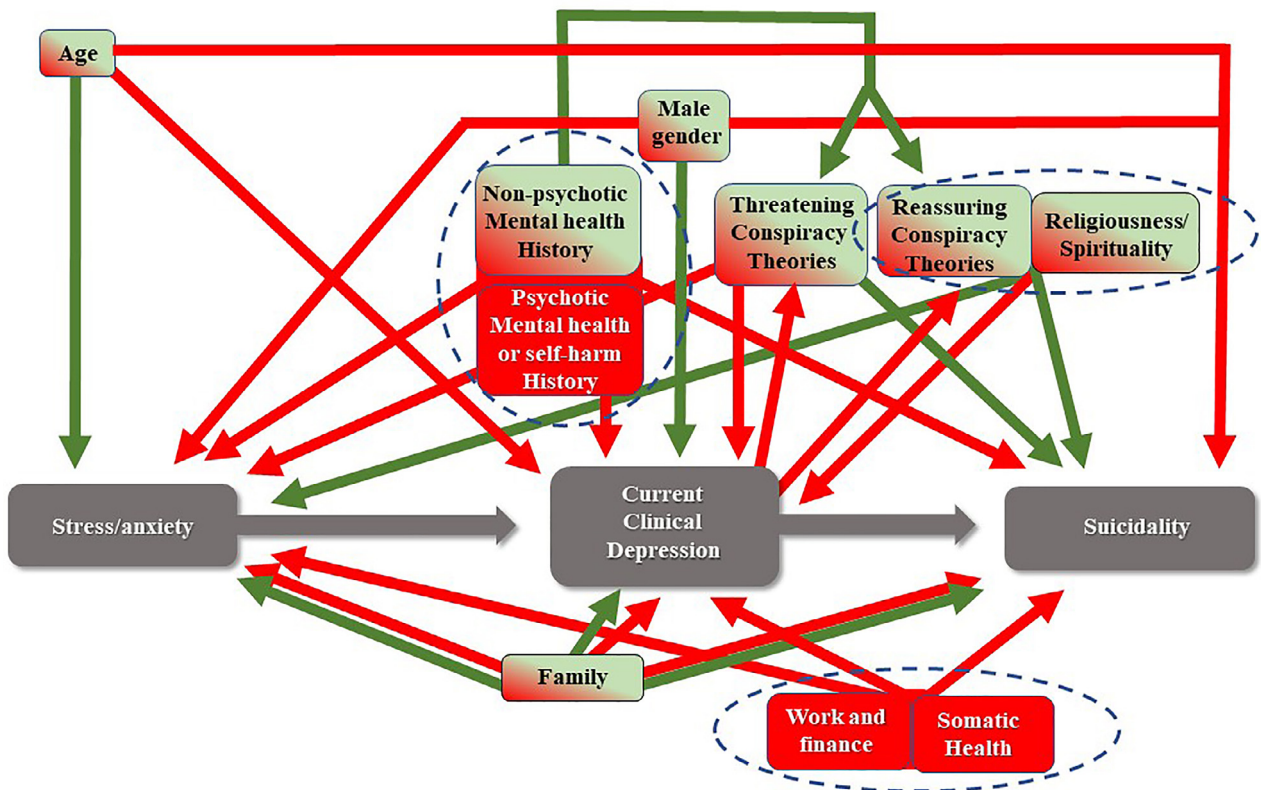 Age
Male
gender
Non-psychotic
Mental health
History
Threatening
Conspiracy
Theories
Reassuring
Conspiracy
Theories
Religiousness/
Spirituality
Psychotic
Mental health
or self-harm
History
Stress/anxiety
Current
Clinical
Depression
Suicidality
Family
Work and
finance
Somatic
Health